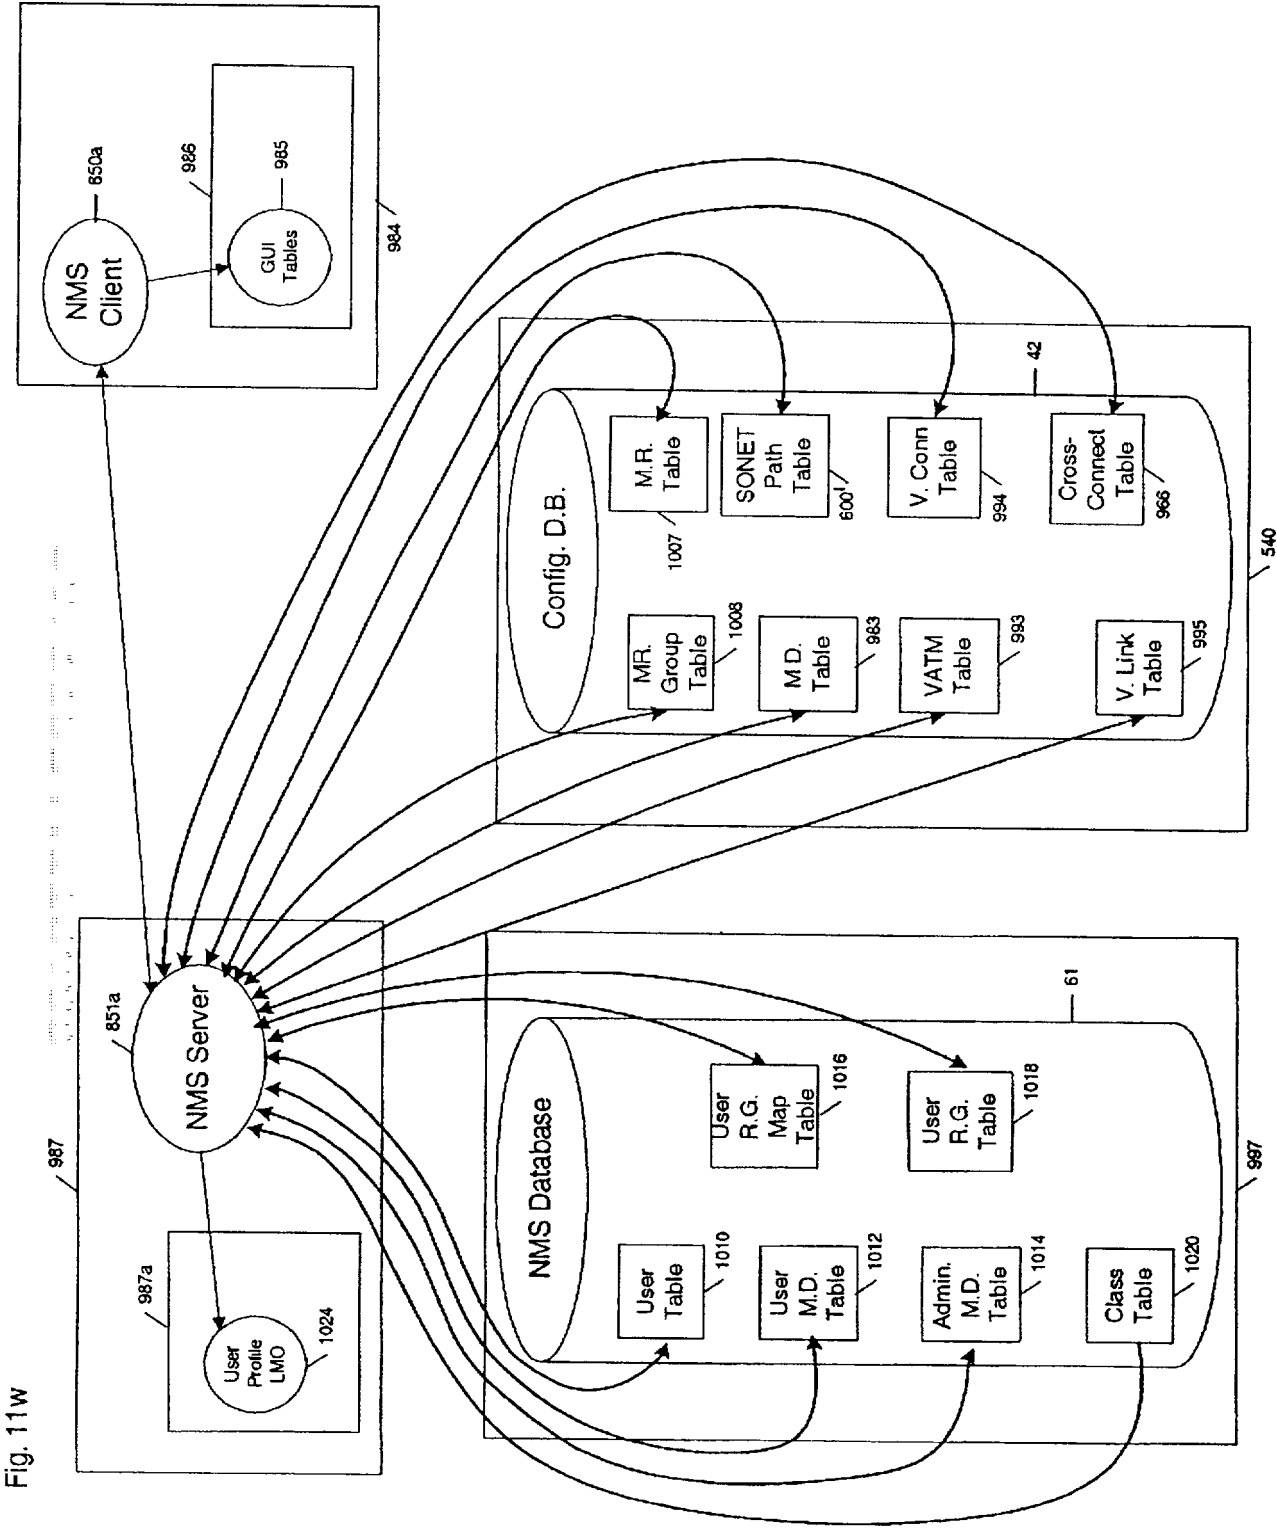 Fig. 11w
987
851a
NMS Server
987a
User
Profile
LMO
1024
NMS
Client
850a
986
985
GUI
Tables
984
NMS Database
61
User
Table
1010
User
M.D.
Table
1012
Admin.
M.D.
Table
1014
Class
Table
1020
User
R.G.
Map
Table
1016
User
R.G.
Table
1018
997
Config. D.B.
42
MR.
Group
Table
1008
M.D.
Table
983
VATM
Table
993
V. Link
Table
995
M.R.
Table
1007
SONET
Path
Table
600'
V. Conn
Table
994
Cross-
Connect
Table
966
540